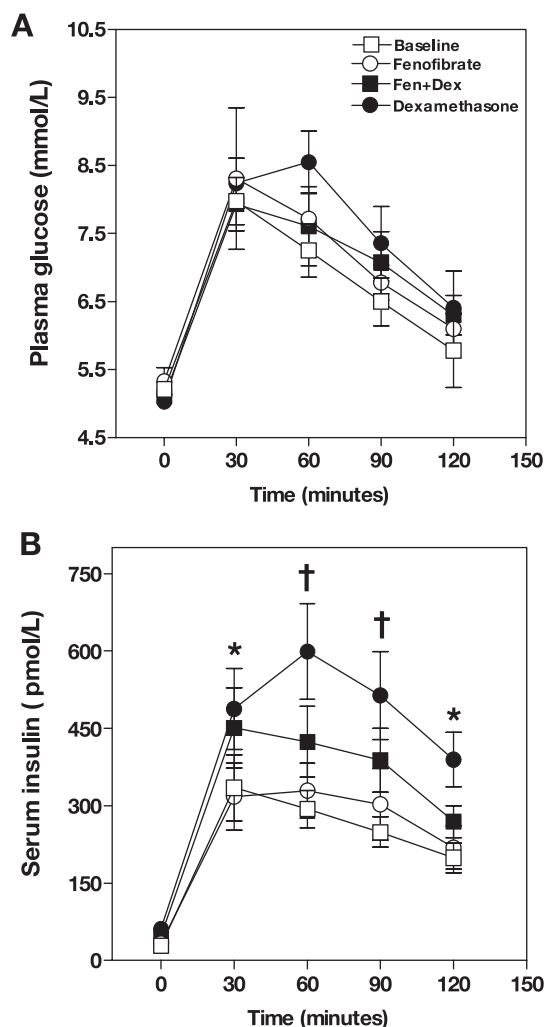 A
10.5
9.5
8.5
7.5
6.5
5.5
4.5
Plasma glucose (mmol/L)
Baseline
Fenofibrate
Fen+Dex
Dexamethasone
0 30 60 90 120 150
Time (minutes)
B
750
600
450
300
150
0
Serum insulin ( pmol/L)
*
†
†
*
0 30 60 90 120 150
Time (minutes)